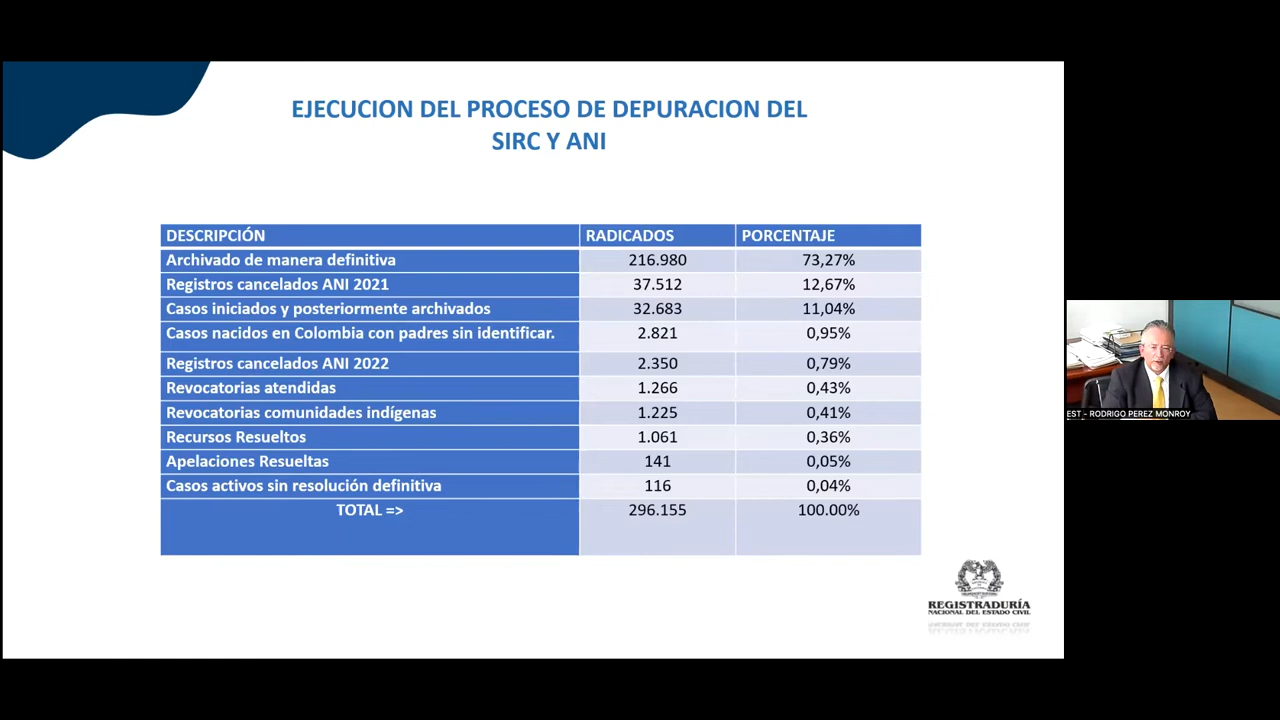 EJECUCION DEL PROCESO DE DEPURACION DEL
SIRC Y ANI
DESCRIPCIÓN RADICADOS PORCENTAJE
Archivado de manera definitiva 216.980 73,27%
Registros cancelados ANI 2021 37.512 12,67%
Casos iniciados y posteriormente archivados 32.683 11,04%
Casos nacidos en Colombia con padres sin identificar. 2.821 0,95%
Registros cancelados ANI 2022 2.350 0,79%
Revocatorias atendidas 1.266 0,43%
Revocatorias comunidades indígenas 1.225 0,41%
Recursos Resueltos 1.061 0,36%
Apelaciones Resueltas 141 0,05%
Casos activos sin resolución definitiva 116 0,04%
TOTAL => 296.155 100.00%
EST - RODRIGO PEREZ MONROY
REGISTRADURÍA
NACIONAL DEL ESTADO CIVIL